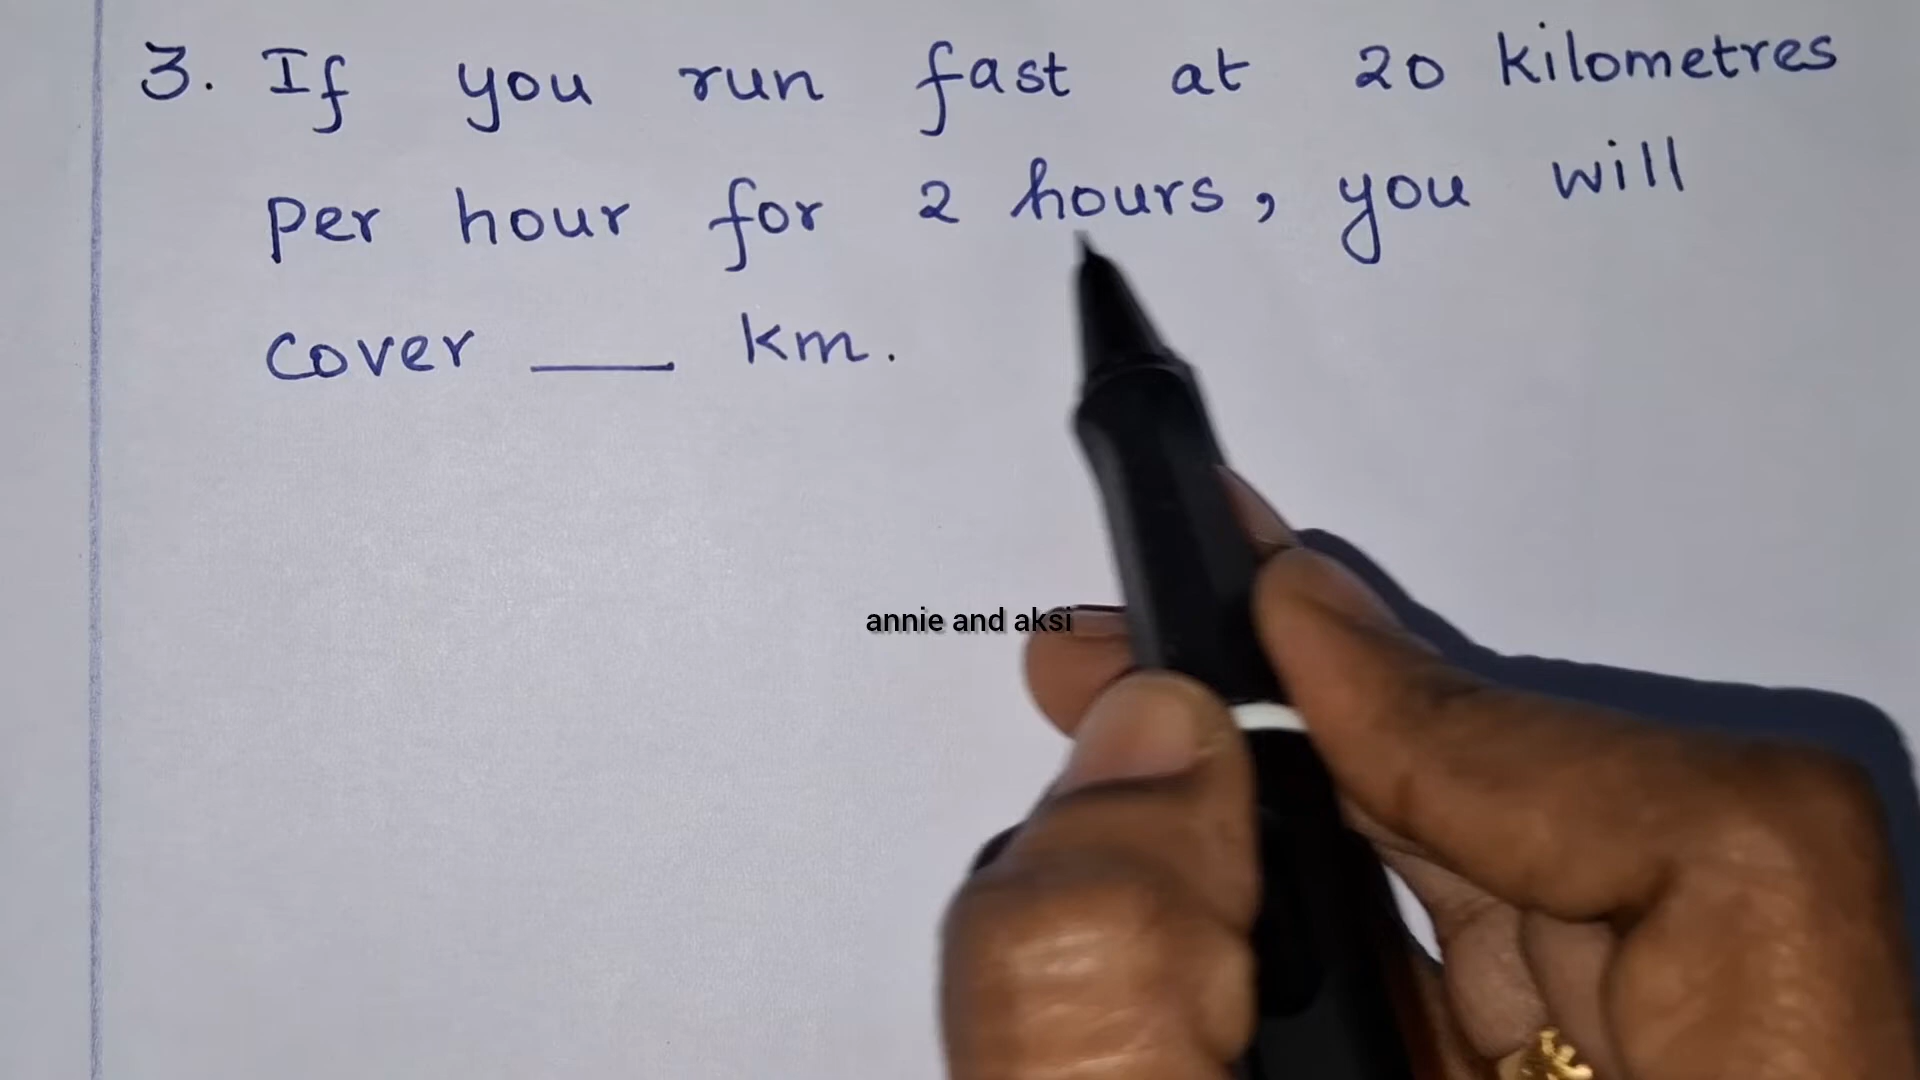 3. If you run fast at 20 kilometres
per hour for 2 hours, you will
cover ___ km.
annie and aksi